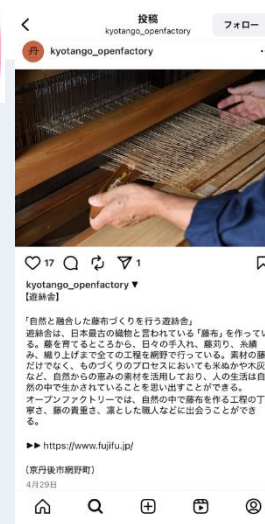 投稿
kyotango_openfactory
フォロー
丹
kyotango_openfactory
17
1
kyotango_openfactory▼
【遊絲舎】
「自然と融合した藤布づくりを行う遊絲舎」
遊絲舎は、日本最古の織物と言われている「藤布」を作ってい
る。藤を育てるところから、日々の手入れ、藤刈り、糸績
み、織り上げまで全ての工程を網野で行っている。素材の藤
だけでなく、ものづくりのプロセスにおいても米ぬかや木灰
など、自然からの恵みの素材を活用しており、人の生活は自
然の中で生かされていることを思い出すことができる。
オープンファクトリーでは、自然の中で藤布を作る工程の丁
寧さ、藤の貴重さ、凛とした職人などに出会うことができ
る。
▶▶ https://www.fujifu.jp/
(京丹後市網野町)
4月29日